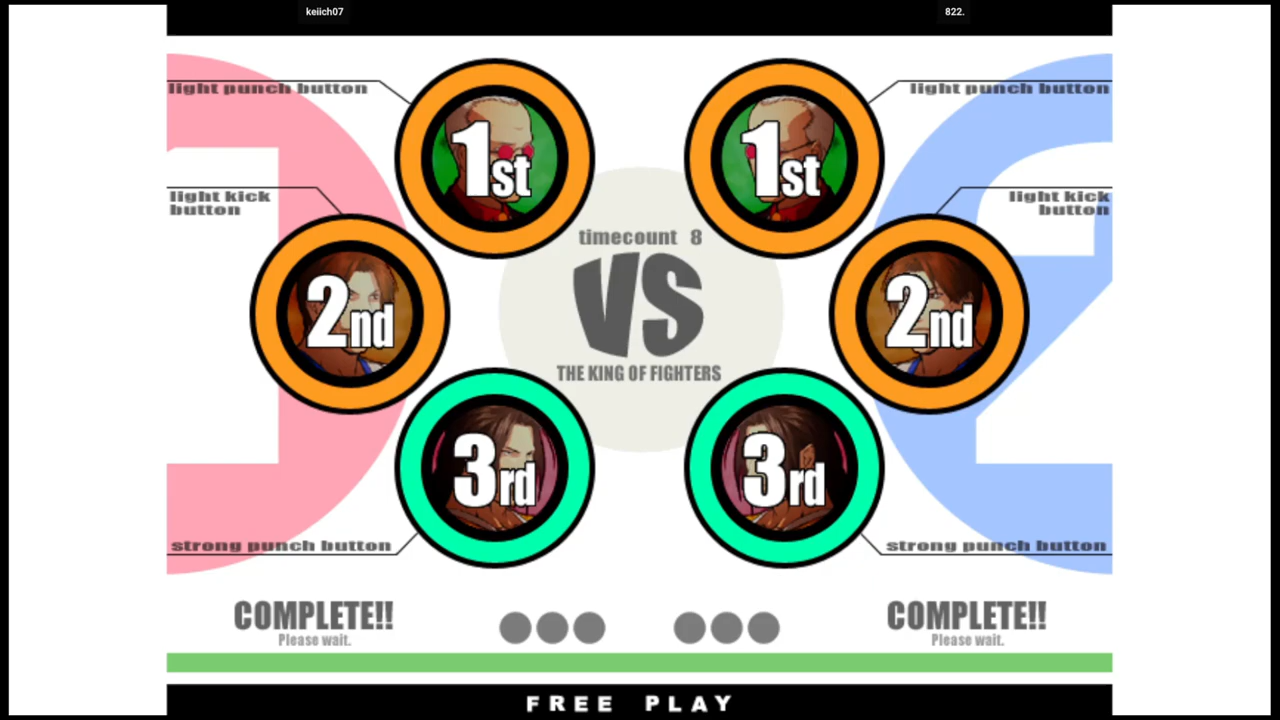 keiich07
822.
light punch button
light punch button
1st
1st
light kick
button
light kick
button
timecount 8
2nd
VS
2nd
THE KING OF FIGHTERS
3rd
3rd
strong punch button
strong punch button
COMPLETE!!
Please wait.
COMPLETE!!
Please wait.
FREE PLAY